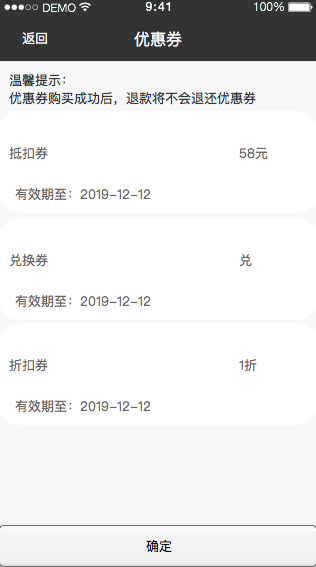 DEMO 9:41 100%
返回 优惠券
温馨提示：
优惠券购买成功后，退款将不会退还优惠券
抵扣券 58元
有效期至：2019-12-12
兑换券 兑
有效期至：2019-12-12
折扣券 1折
有效期至：2019-12-12
确定